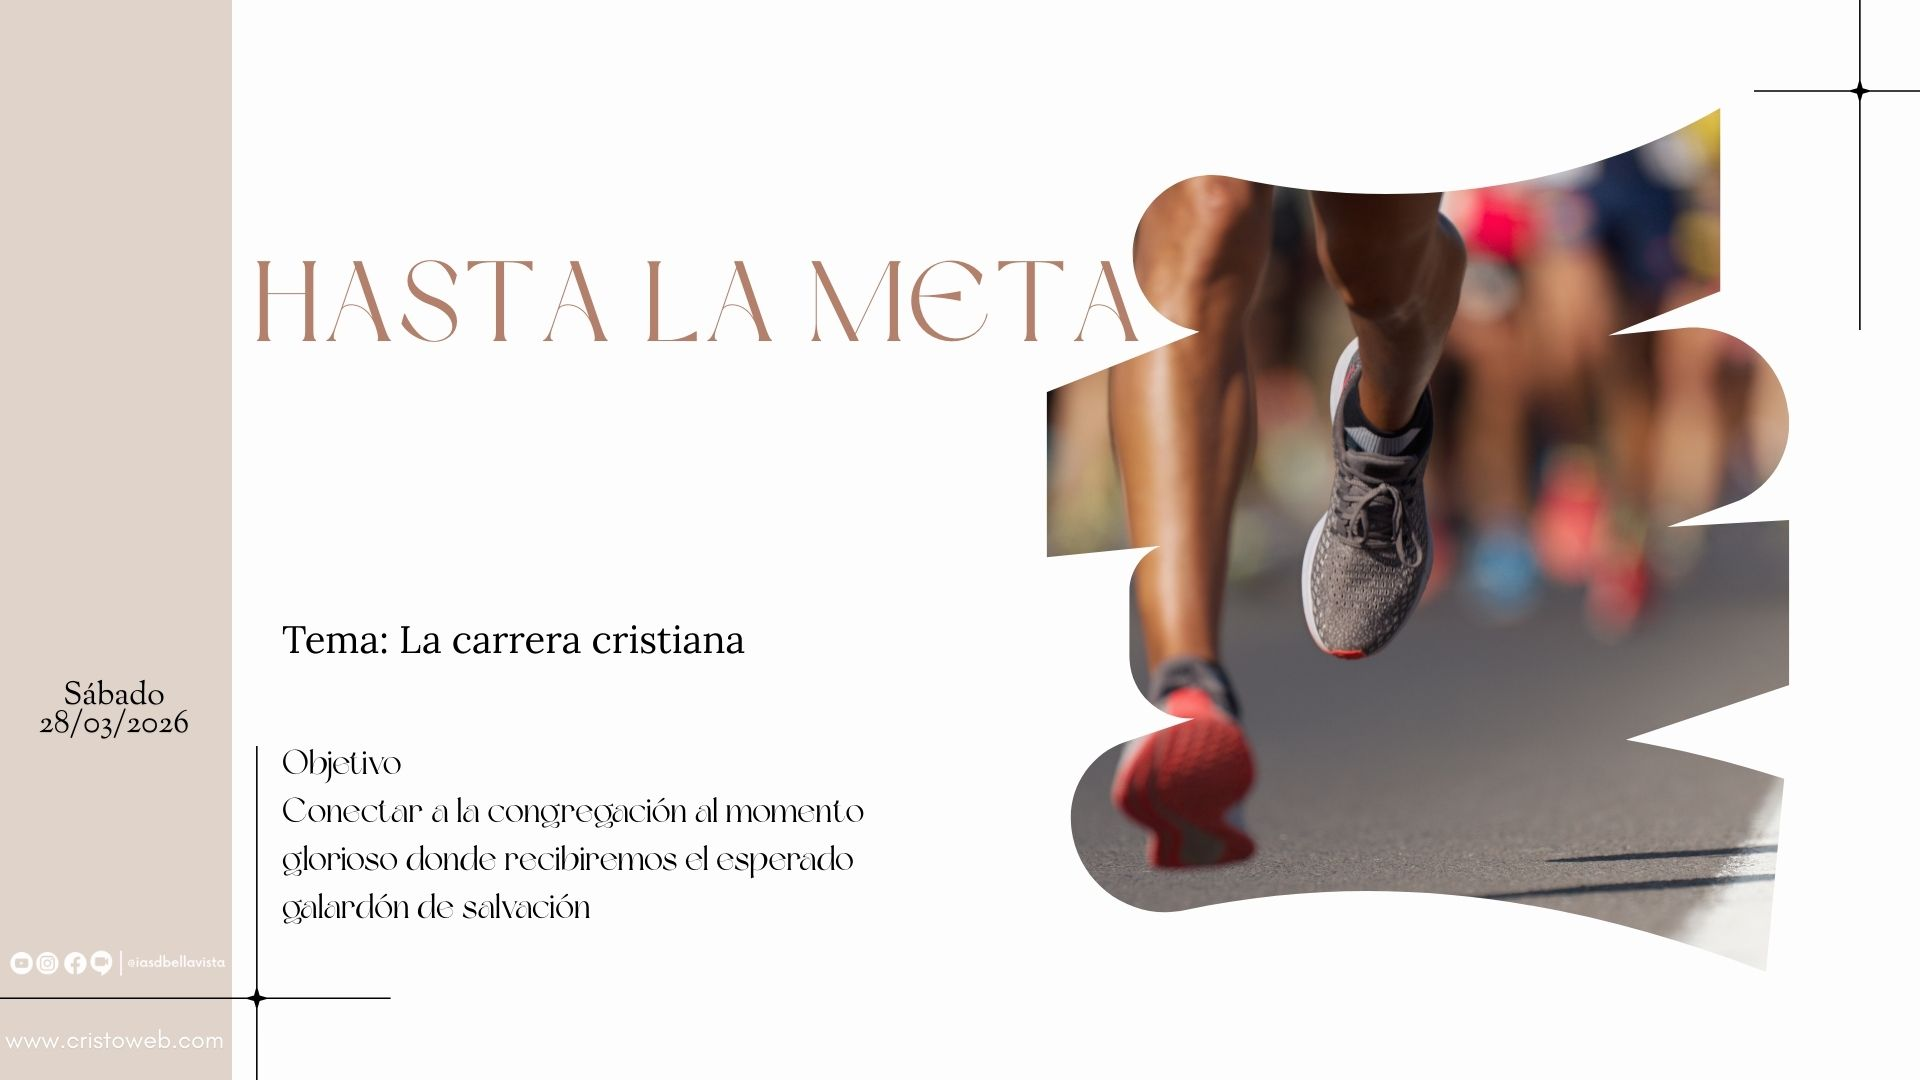 HASTA LA META
Tema: La carrera cristiana
Sábado
28/03/2026
Objetivo
Conectar a la congregación al momento
glorioso donde recibiremos el esperado
galardón de salvación
@iasdbellavista
www.cristoweb.com